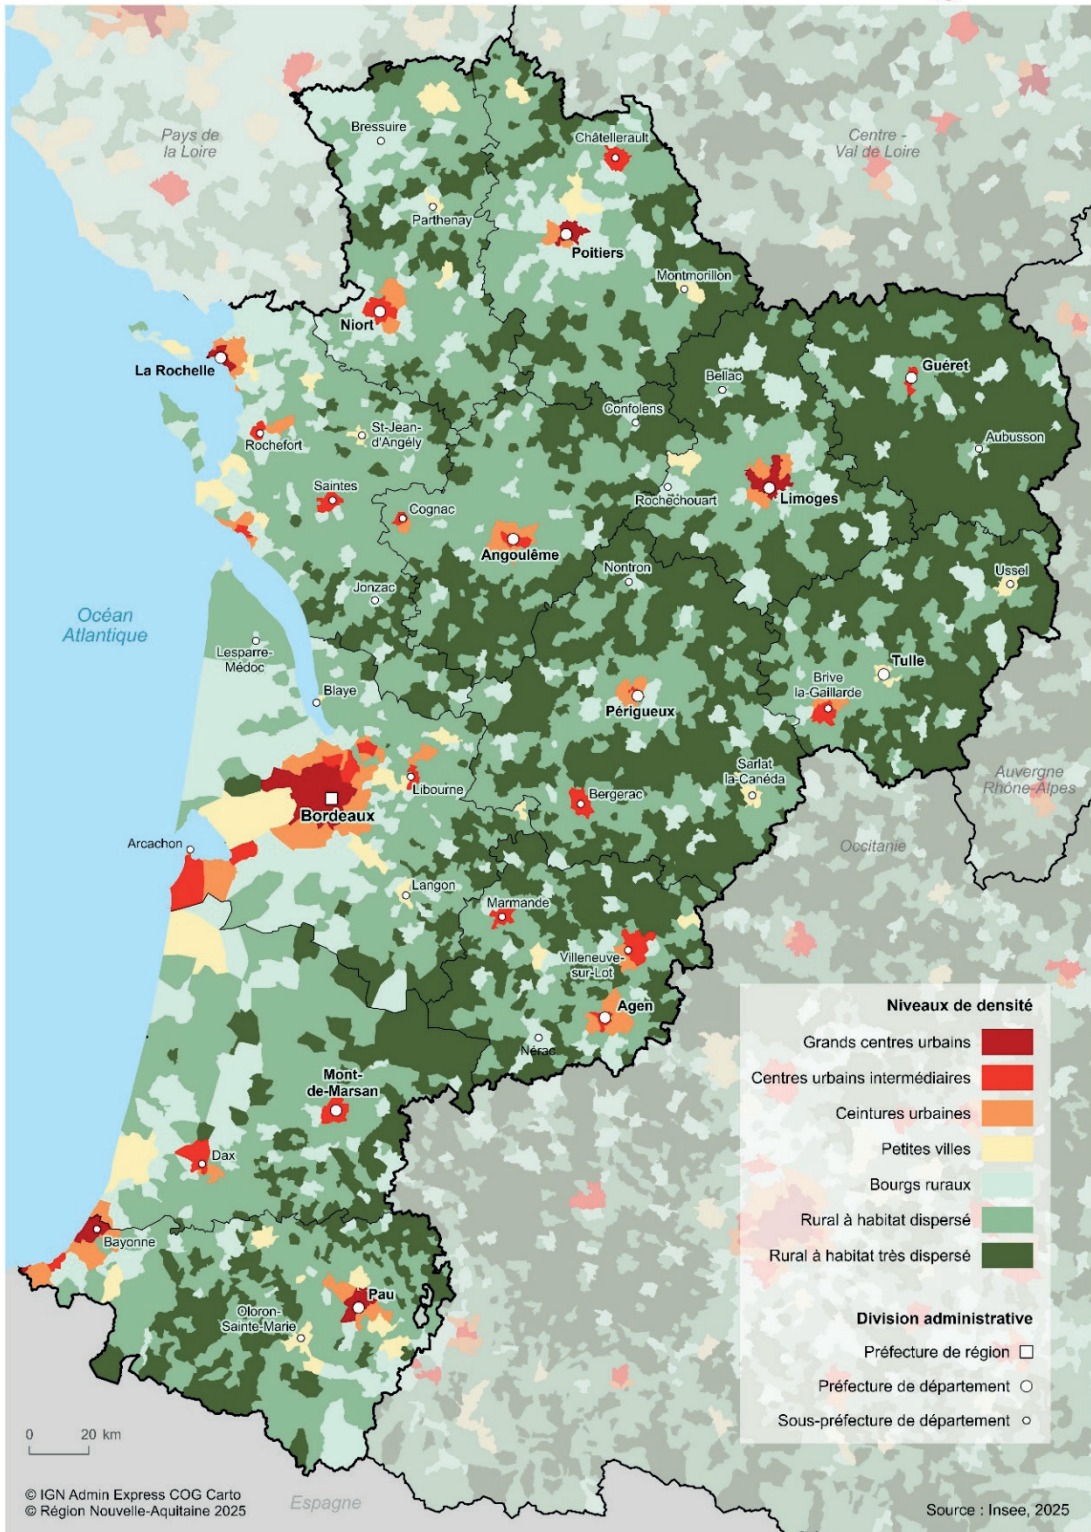 Pays de
la Loire
Centre -
Val de Loire
Bressuire
Châtellerault
Parthenay
Poitiers
Montmorillon
Niort
La Rochelle
Guéret
Bellac
Confolens
Rochefort
St-Jean-
d'Angély
Aubusson
Saintes
Rochechouart
Limoges
Cognac
Angoulême
Nontron
Ussel
Jonzac
Océan
Atlantique
Lesparre-
Médoc
Tulle
Brive
la-Gaillarde
Blaye
Périgueux
Sarlat
la-Canéda
Auvergne
Rhône-Alpes
Libourne
Bergerac
Bordeaux
Arcachon
Occitanie
Langon
Marmande
Villeneuve-
sur-Lot
Agen
Nérac
Mont-
de-Marsan
Dax
Bayonne
Pau
Oloron-
Sainte-Marie
Niveaux de densité
Grands centres urbains
Centres urbains intermédiaires
Ceintures urbaines
Petites villes
Bourgs ruraux
Rural à habitat dispersé
Rural à habitat très dispersé
Division administrative
Préfecture de région
Préfecture de département
Sous-préfecture de département
0 20 km
© IGN Admin Express COG Carto
© Région Nouvelle-Aquitaine 2025
Espagne
Source : Insee, 2025